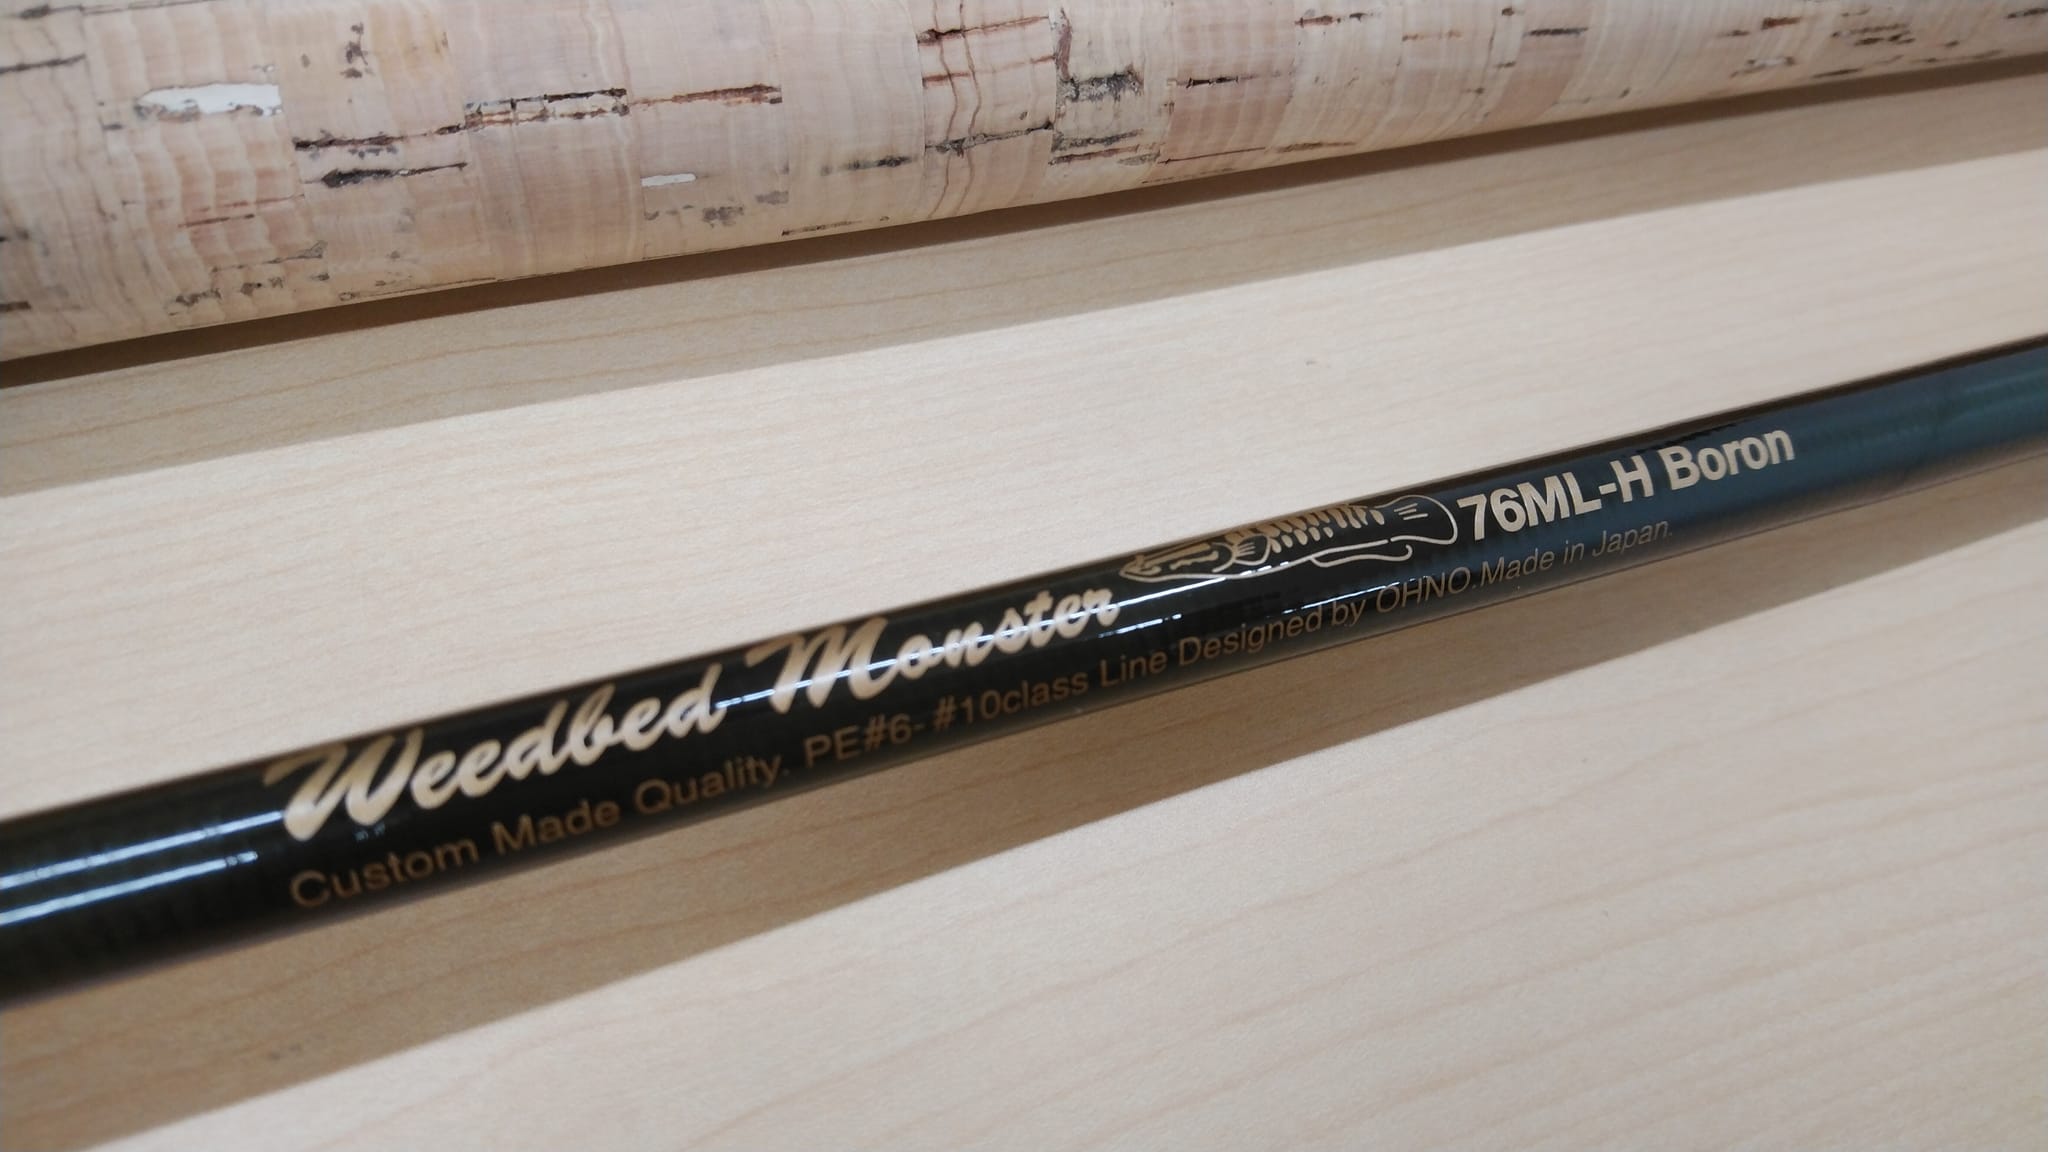 Weedbed Monster 76ML-H Boron
Custom Made Quality. PE#6-#10class Line Designed by OHNO.Made in Japan.